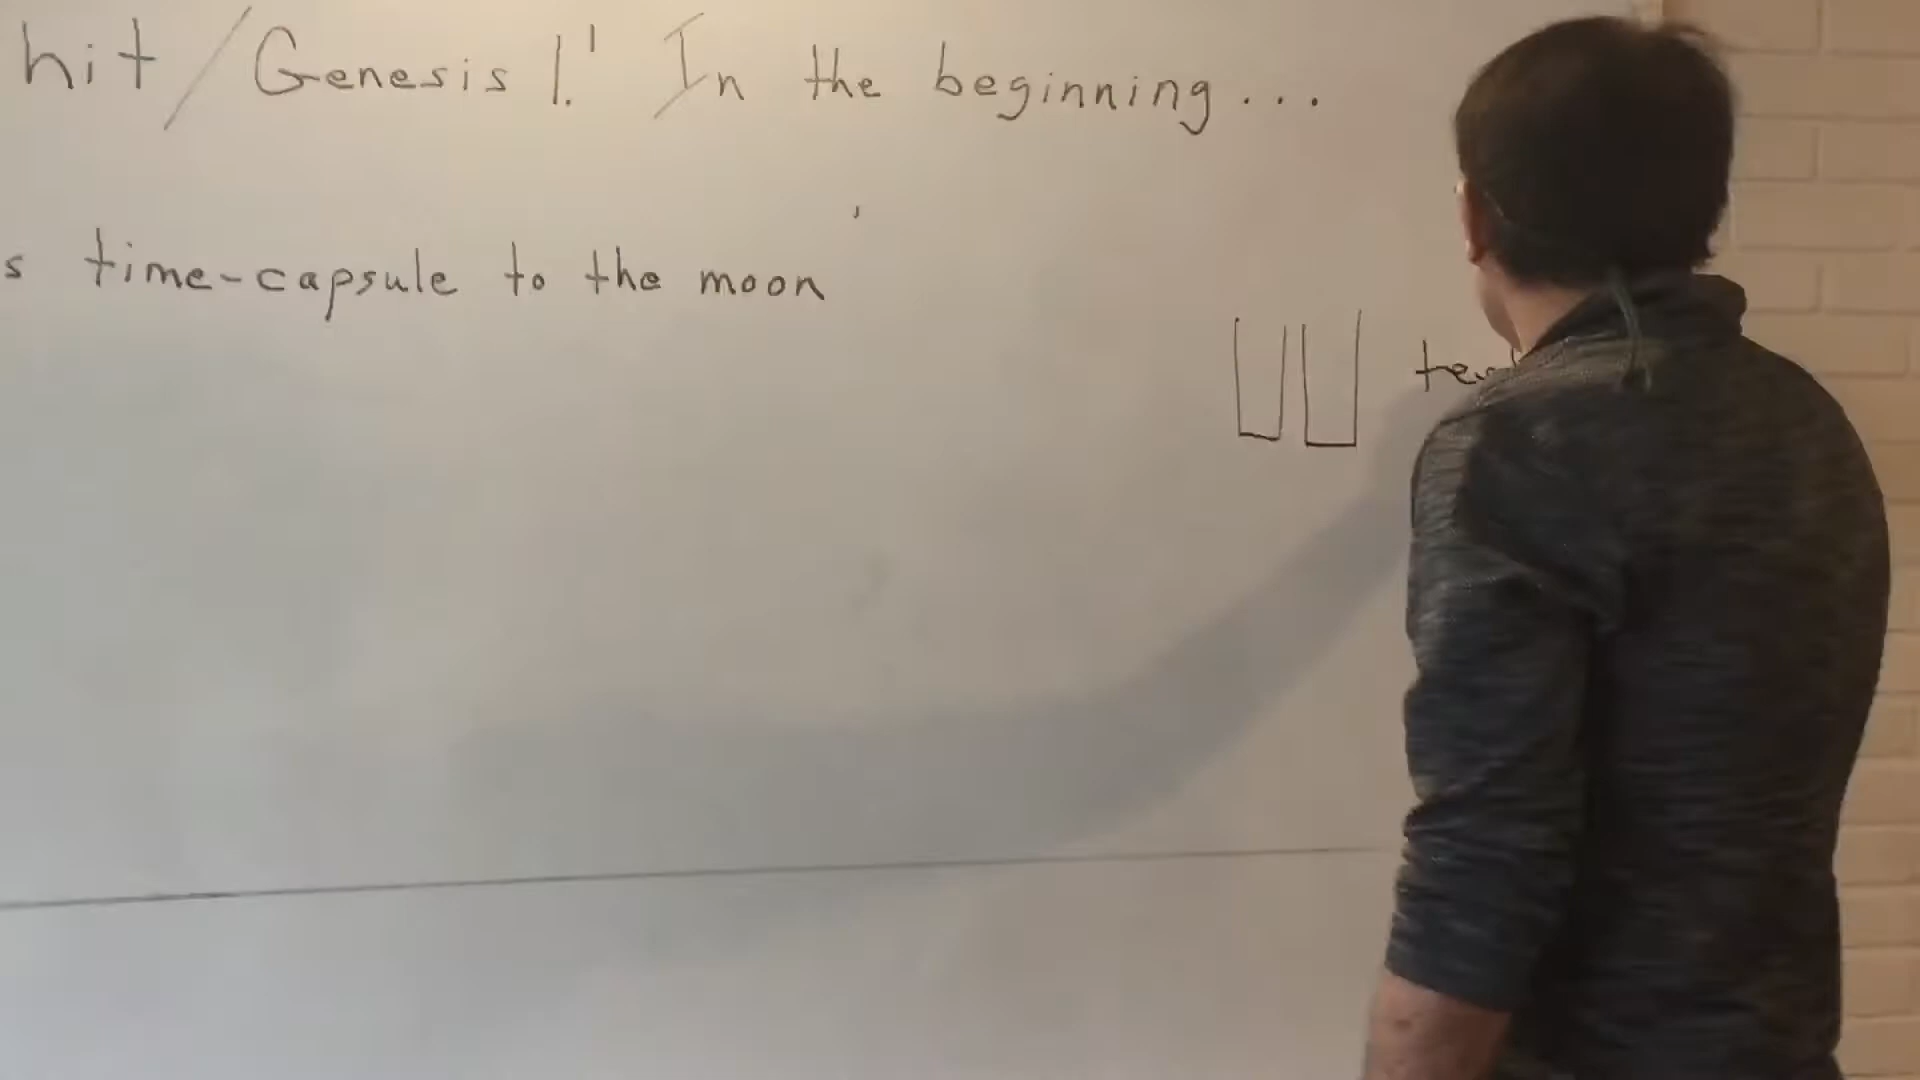 hit/Genesis 1:1 In the beginning...
s time-capsule to the moon